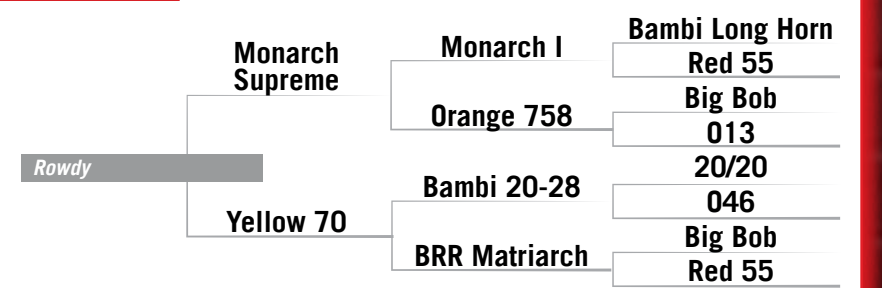 Bambi Long Horn
Monarch I
Red 55
Monarch
Supreme
Big Bob
Orange 758
013
Rowdy
20/20
Bambi 20-28
046
Yellow 70
Big Bob
BRR Matriarch
Red 55